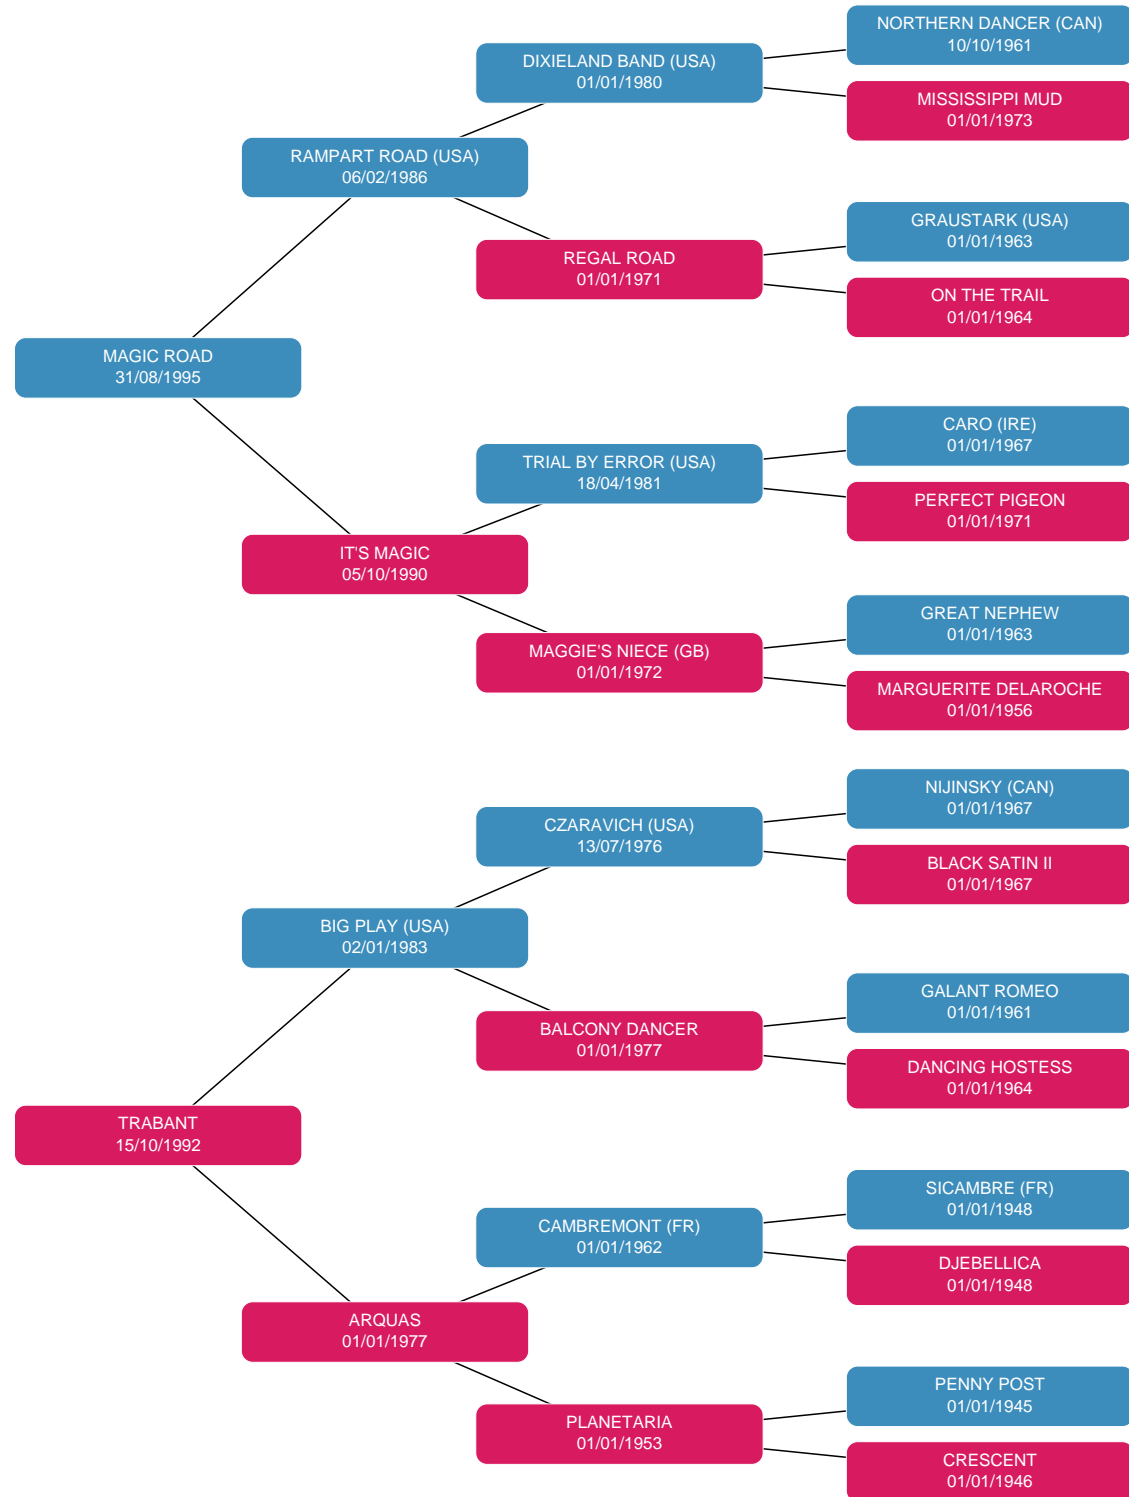 NORTHERN DANCER (CAN)
10/10/1961
DIXIELAND BAND (USA)
01/01/1980
MISSISSIPPI MUD
01/01/1973
RAMPART ROAD (USA)
06/02/1986
GRAUSTARK (USA)
01/01/1963
REGAL ROAD
01/01/1971
ON THE TRAIL
01/01/1964
MAGIC ROAD
31/08/1995
CARO (IRE)
01/01/1967
TRIAL BY ERROR (USA)
18/04/1981
PERFECT PIGEON
01/01/1971
IT'S MAGIC
05/10/1990
GREAT NEPHEW
01/01/1963
MAGGIE'S NIECE (GB)
01/01/1972
MARGUERITE DELAROCHE
01/01/1956
NIJINSKY (CAN)
01/01/1967
CZARAVICH (USA)
13/07/1976
BLACK SATIN II
01/01/1967
BIG PLAY (USA)
02/01/1983
GALANT ROMEO
01/01/1961
BALCONY DANCER
01/01/1977
DANCING HOSTESS
01/01/1964
TRABANT
15/10/1992
SICAMBRE (FR)
01/01/1948
CAMBREMONT (FR)
01/01/1962
DJEBELLICA
01/01/1948
ARQUAS
01/01/1977
PENNY POST
01/01/1945
PLANETARIA
01/01/1953
CRESCENT
01/01/1946